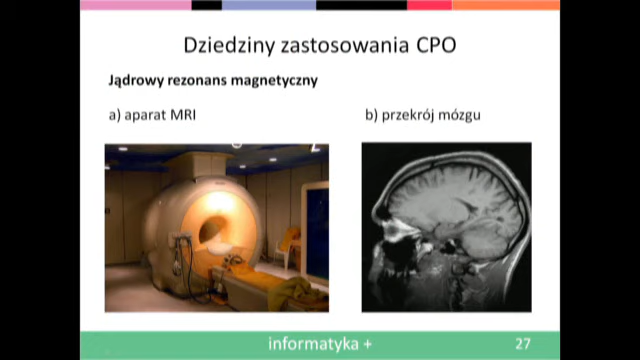 Dziedziny zastosowania CPO
Jądrowy rezonans magnetyczny
a) aparat MRI
b) przekrój mózgu
informatyka +
27